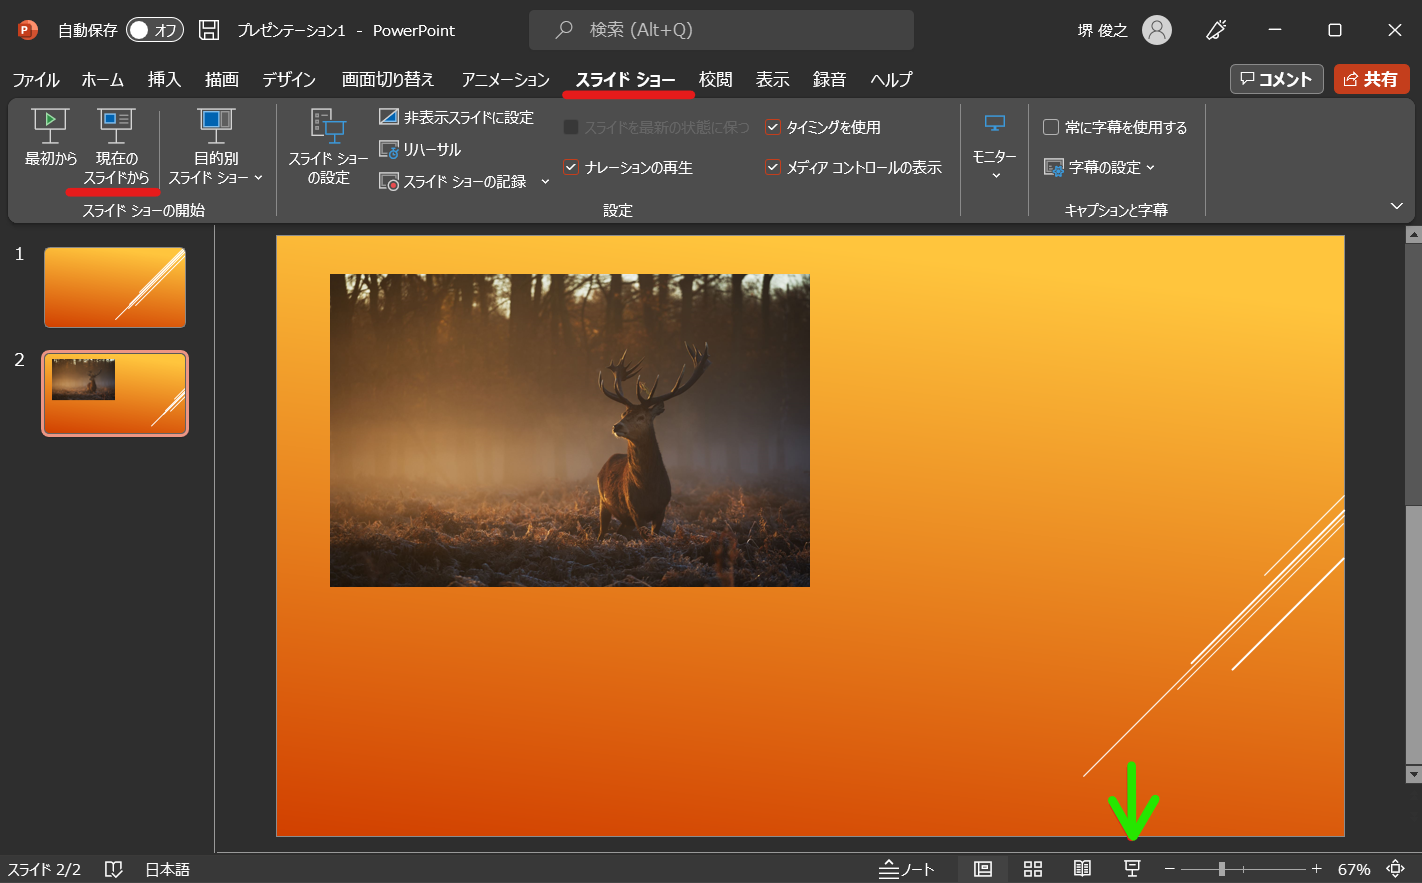 自動保存 オフ プレゼンテーション1 - PowerPoint 検索 (Alt+Q) 堺 俊之
ファイル ホーム 挿入 描画 デザイン 画面切り替え アニメーション スライド ショー 校閲 表示 録音 ヘルプ コメント 共有
最初から
現在の
スライドから
目的別
スライド ショー
スライド ショーの開始
スライド ショー
の設定
非表示スライドに設定
リハーサル
スライド ショーの記録
スライドを最新の状態に保つ
ナレーションの再生
タイミングを使用
メディア コントロールの表示
設定
モニター
常に字幕を使用する
字幕の設定
キャプションと字幕
1
2
スライド 2/2 日本語 ノート 67%